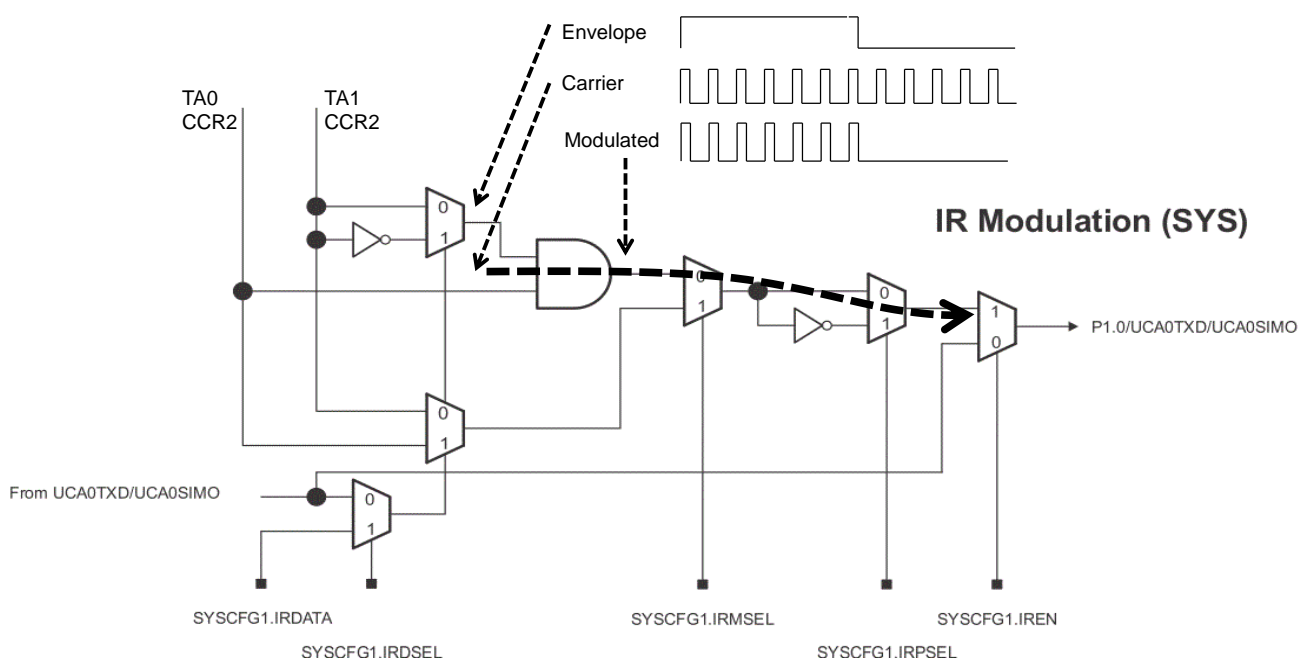 Envelope
Carrier
TA0
CCR2
TA1
CCR2
Modulated
IR Modulation (SYS)
0
1
0
1
0
1
1
0
P1.0/UCA0TXD/UCA0SIMO
0
1
From UCA0TXD/UCA0SIMO
0
1
SYSCFG1.IRDATA
SYSCFG1.IRMSEL
SYSCFG1.IREN
SYSCFG1.IRDSEL
SYSCFG1.IRPSEL